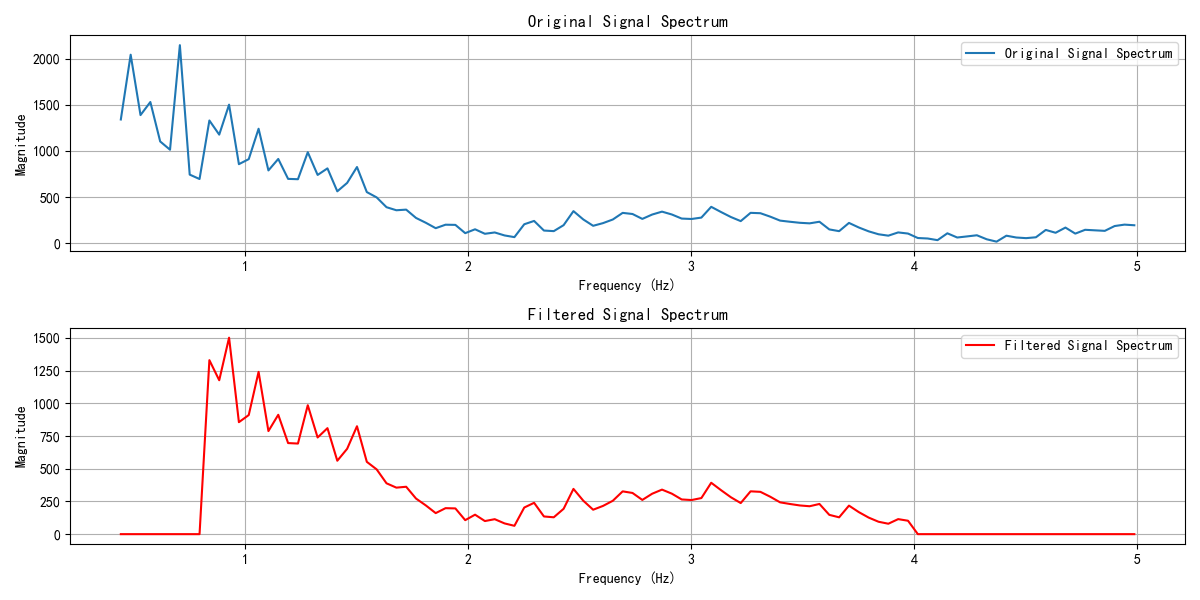 Original Signal Spectrum
Original Signal Spectrum
Magnitude
2000
1500
1000
500
0
1 2 3 4 5
Frequency (Hz)
Filtered Signal Spectrum
Filtered Signal Spectrum
Magnitude
1500
1250
1000
750
500
250
0
1 2 3 4 5
Frequency (Hz)